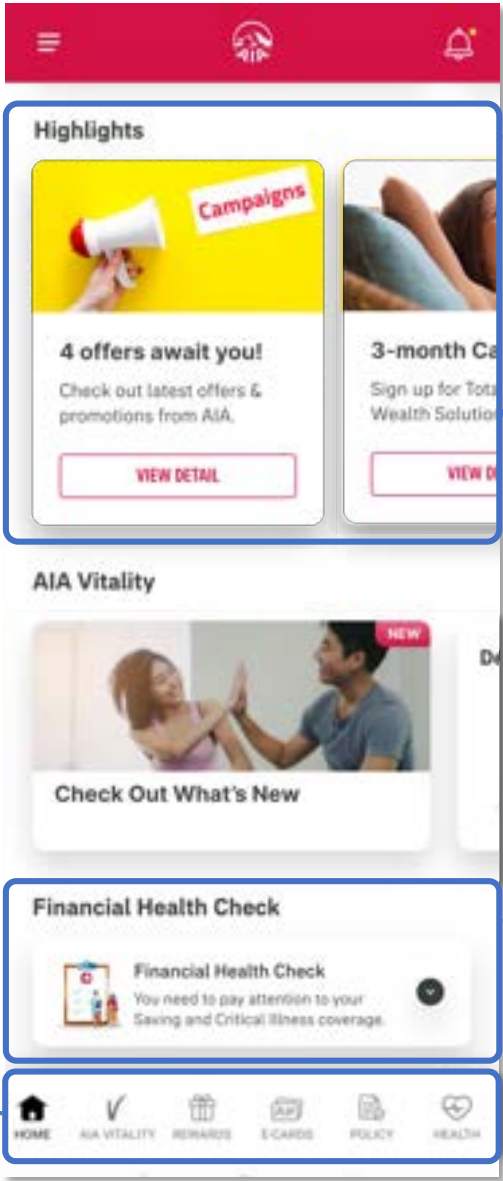 AIA
Highlights
Campaigns
4 offers await you!
3-month Ca
Check out latest offers &
promotions from AIA.
Sign up for Tota
Wealth Solution
VIEW DETAIL
VIEW D
AIA Vitality
NEW
De
Check Out What's New
Financial Health Check
Financial Health Check
You need to pay attention to your
Saving and Critical Illness coverage.
HOME AIA VITALITY REWARDS E-CARDS POLICY HEALTH